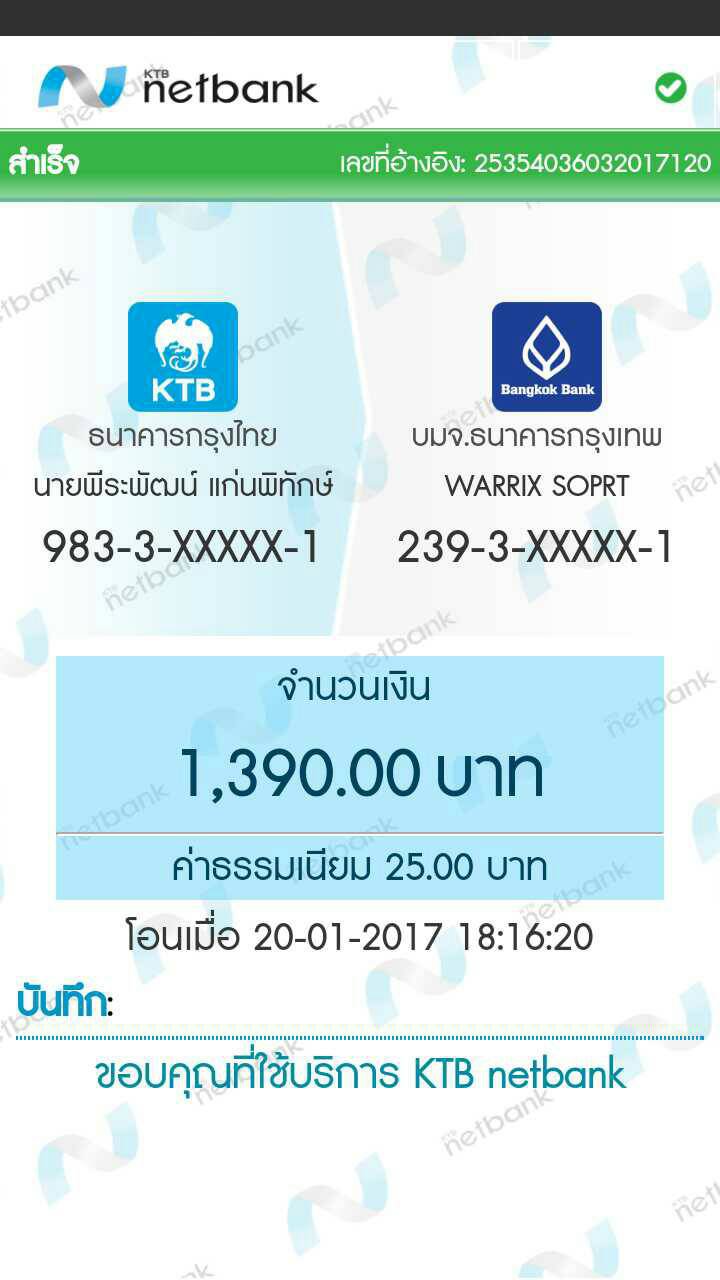 KTB netbank
สำเร็จ เลขที่อ้างอิง: 25354036032017120
KTB Bangkok Bank
ธนาคารกรุงไทย บมจ.ธนาคารกรุงเทพ
นายพีระพัฒน์ แก่นพิทักษ์ WARRIX SOPRT
983-3-XXXXX-1 239-3-XXXXX-1
จำนวนเงิน
1,390.00 บาท
ค่าธรรมเนียม 25.00 บาท
โอนเมื่อ 20-01-2017 18:16:20
บันทึก:
ขอบคุณที่ใช้บริการ KTB netbank